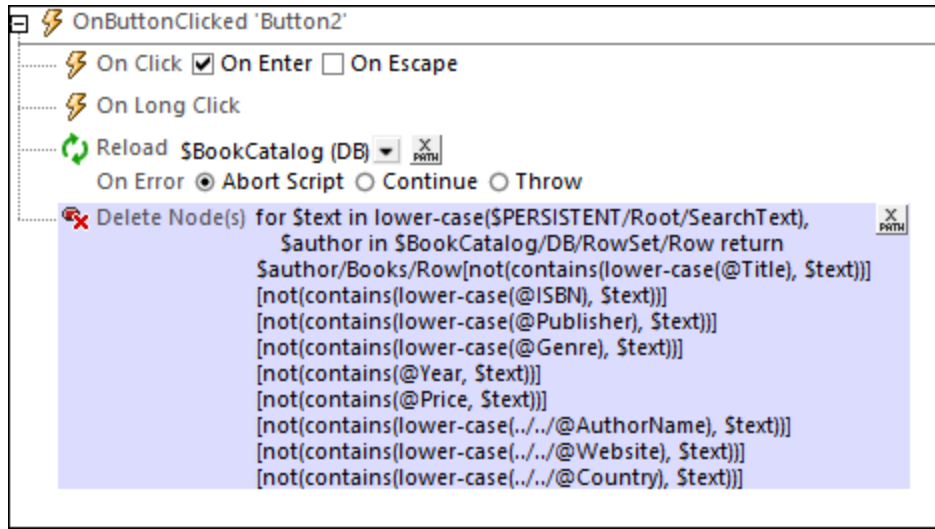 OnButtonClicked 'Button2'
On Click On Enter On Escape
On Long Click
Reload $BookCatalog (DB) X PATH
On Error Abort Script Continue Throw
Delete Node(s) for $text in lower-case($PERSISTENT/Root/SearchText), X PATH
$author in $BookCatalog/DB/RowSet/Row return
$author/Books/Row[not(contains(lower-case(@Title), $text))]
[not(contains(lower-case(@ISBN), $text))]
[not(contains(lower-case(@Publisher), $text))]
[not(contains(lower-case(@Genre), $text))]
[not(contains(@Year, $text))]
[not(contains(@Price, $text))]
[not(contains(lower-case(../../@AuthorName), $text))]
[not(contains(lower-case(../../@Website), $text))]
[not(contains(lower-case(../../@Country), $text))]